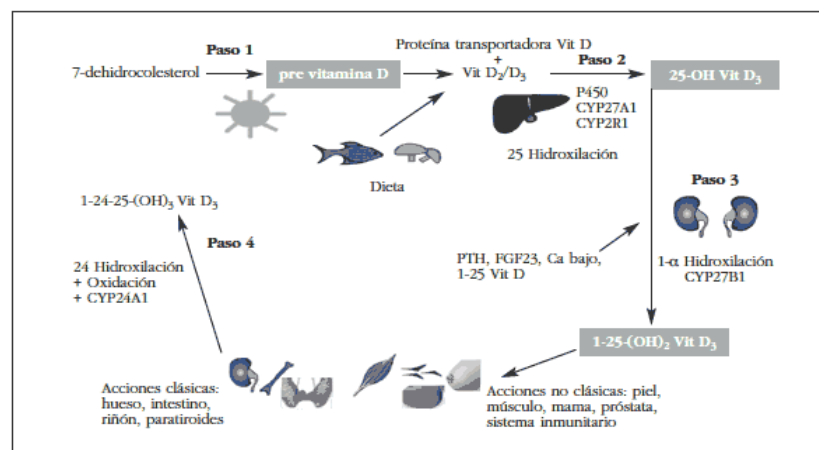 Paso 1
7-dehidrocolesterol
pre vitamina D
Proteína transportadora Vit D
+
Vit D₂/D₃
Paso 2
25-OH Vit D₃
P450
CYP27A1
CYP2R1
25 Hidroxilación
Dieta
Paso 3
1-α Hidroxilación
CYP27B1
PTH, FGF23, Ca bajo,
1-25 Vit D
1-25-(OH)₂ Vit D₃
Acciones no clásicas: piel,
músculo, mama, próstata,
sistema inmunitario
Acciones clásicas:
hueso, intestino,
riñón, paratiroides
Paso 4
24 Hidroxilación
+ Oxidación
+ CYP24A1
1-24-25-(OH)₃ Vit D₃